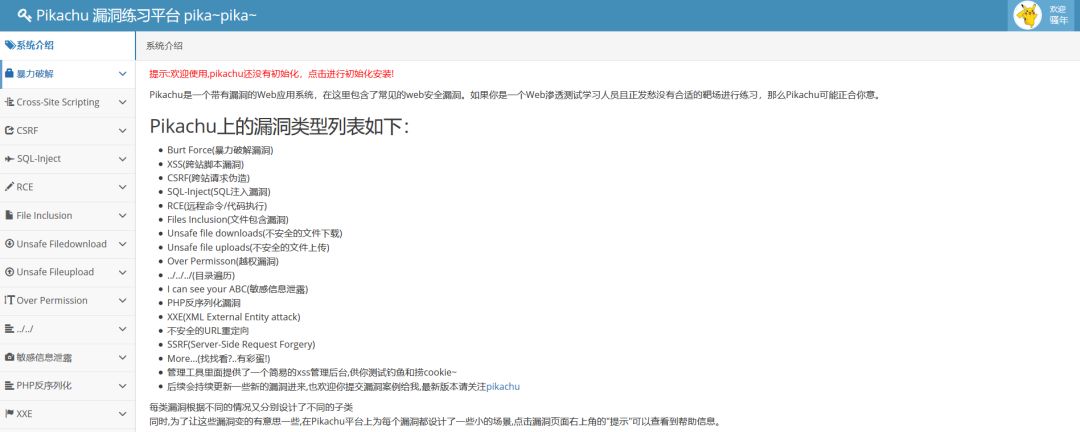 Pikachu 漏洞练习平台 pika~pika~
欢迎
骚年
系统介绍
暴力破解
Cross-Site Scripting
CSRF
SQL-Inject
RCE
File Inclusion
Unsafe Filedownload
Unsafe Fileupload
Over Permission
../../
敏感信息泄露
PHP反序列化
XXE
系统介绍
提示:欢迎使用,pikachu还没有初始化，点击进行初始化安装!
Pikachu是一个带有漏洞的Web应用系统，在这里包含了常见的web安全漏洞。如果你是一个Web渗透测试学习人员且正发愁没有合适的靶场进行练习，那么Pikachu可能正合你意。
Pikachu上的漏洞类型列表如下：
Burt Force(暴力破解漏洞)
XSS(跨站脚本漏洞)
CSRF(跨站请求伪造)
SQL-Inject(SQL注入漏洞)
RCE(远程命令/代码执行)
Files Inclusion(文件包含漏洞)
Unsafe file downloads(不安全的文件下载)
Unsafe file uploads(不安全的文件上传)
Over Permisson(越权漏洞)
../../../(目录遍历)
I can see your ABC(敏感信息泄露)
PHP反序列化漏洞
XXE(XML External Entity attack)
不安全的URL重定向
SSRF(Server-Side Request Forgery)
More...(找找看?..有彩蛋!)
管理工具里面提供了一个简易的xss管理后台,供你测试钓鱼和捞cookie~
后续会持续更新一些新的漏洞进来,也欢迎你提交漏洞案例给我,最新版本请关注pikachu
每类漏洞根据不同的情况又分别设计了不同的子类
同时,为了让这些漏洞变的有意思一些,在Pikachu平台上为每个漏洞都设计了一些小的场景,点击漏洞页面右上角的"提示"可以查看到帮助信息。